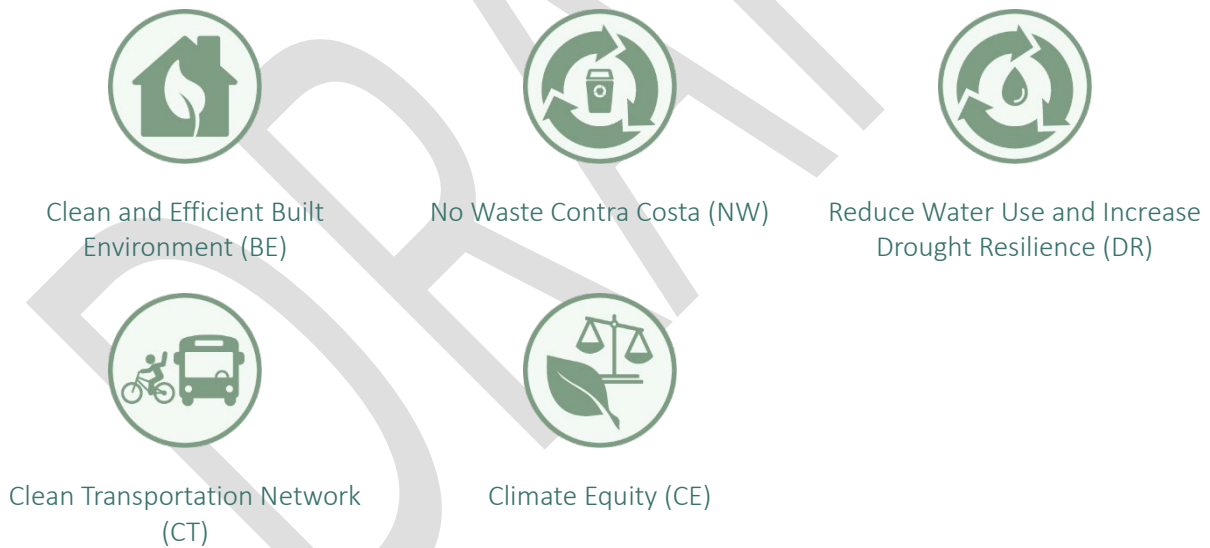 Clean and Efficient Built
Environment (BE)
No Waste Contra Costa (NW)
Reduce Water Use and Increase
Drought Resilience (DR)
Clean Transportation Network
(CT)
Climate Equity (CE)